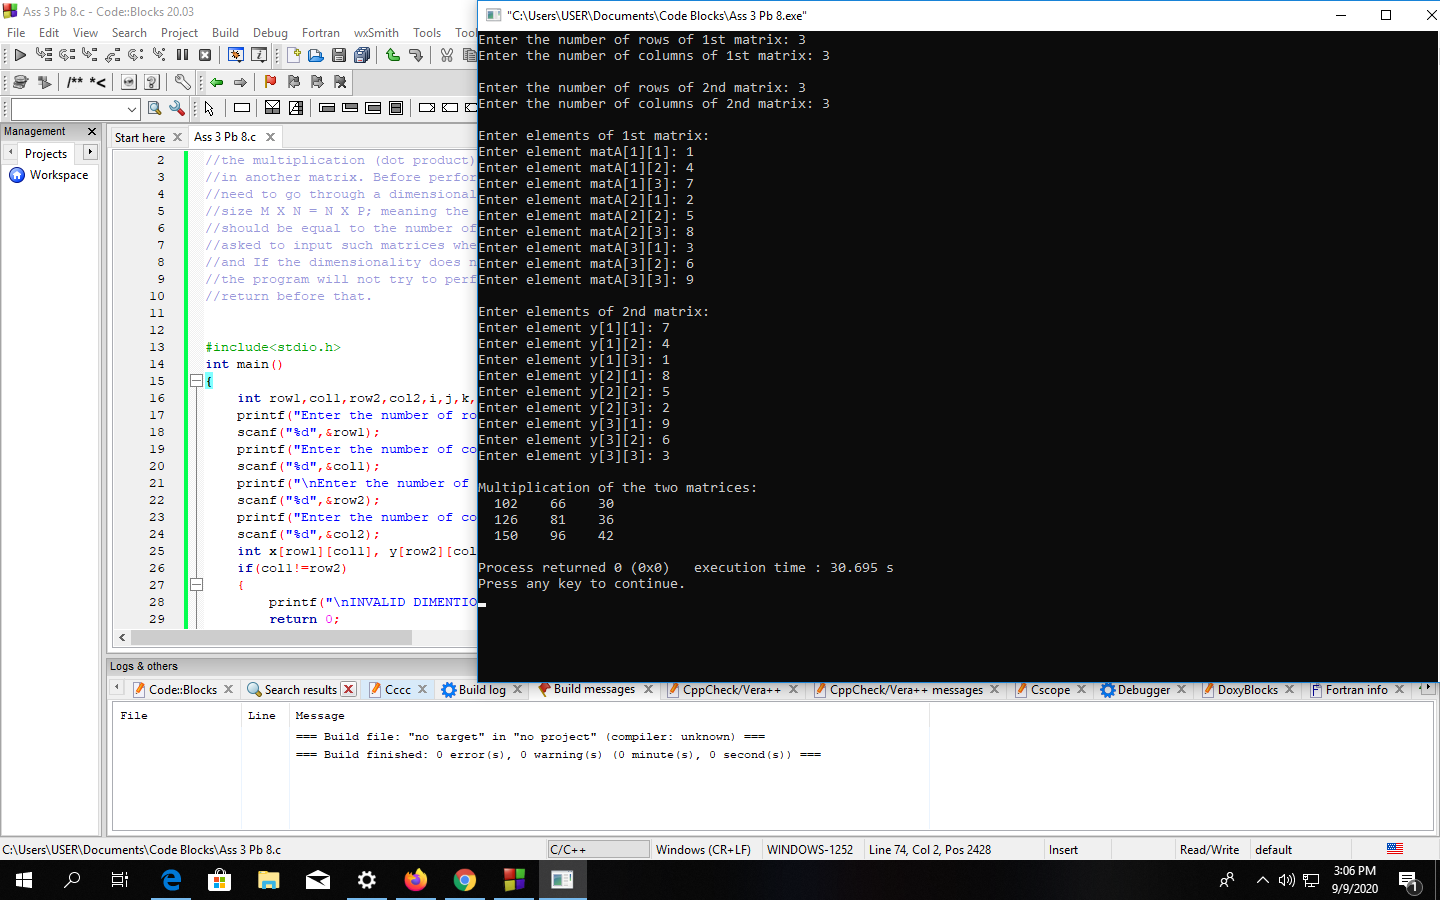 Ass 3 Pb 8.c - Code::Blocks 20.03
File Edit View Search Project Build Debug Fortran wxSmith Tools Too
/** *<
Management
Projects
Workspace
Start here
Ass 3 Pb 8.c
2 //the multiplication (dot product)
3 //in another matrix. Before perfor
4 //need to go through a dimensional
5 //size M X N = N X P; meaning the
6 //should be equal to the number of
7 //asked to input such matrices whe
8 //and If the dimensionality does n
9 //the program will not try to perf
10 //return before that.
11
12
13 #include<stdio.h>
14 int main()
15 {
16 int row1,col1,row2,col2,i,j,k,
17 printf("Enter the number of ro
18 scanf("%d",&row1);
19 printf("Enter the number of co
20 scanf("%d",&col1);
21 printf("\nEnter the number of
22 scanf("%d",&row2);
23 printf("Enter the number of co
24 scanf("%d",&col2);
25 int x[row1][col1], y[row2][col
26 if(col1!=row2)
27 {
28 printf("\nINVALID DIMENTIO
29 return 0;
"C:\Users\USER\Documents\Code Blocks\Ass 3 Pb 8.exe"
Enter the number of rows of 1st matrix: 3
Enter the number of columns of 1st matrix: 3
Enter the number of rows of 2nd matrix: 3
Enter the number of columns of 2nd matrix: 3
Enter elements of 1st matrix:
Enter element matA[1][1]: 1
Enter element matA[1][2]: 4
Enter element matA[1][3]: 7
Enter element matA[2][1]: 2
Enter element matA[2][2]: 5
Enter element matA[2][3]: 8
Enter element matA[3][1]: 3
Enter element matA[3][2]: 6
Enter element matA[3][3]: 9
Enter elements of 2nd matrix:
Enter element y[1][1]: 7
Enter element y[1][2]: 4
Enter element y[1][3]: 1
Enter element y[2][1]: 8
Enter element y[2][2]: 5
Enter element y[2][3]: 2
Enter element y[3][1]: 9
Enter element y[3][2]: 6
Enter element y[3][3]: 3
Multiplication of the two matrices:
102 66 30
126 81 36
150 96 42
Process returned 0 (0x0) execution time : 30.695 s
Press any key to continue.
Logs & others
Code::Blocks Search results Cccc Build log Build messages CppCheck/Vera++ CppCheck/Vera++ messages Cscope Debugger DoxyBlocks Fortran info
File Line Message
=== Build file: "no target" in "no project" (compiler: unknown) ===
=== Build finished: 0 error(s), 0 warning(s) (0 minute(s), 0 second(s)) ===
C:\Users\USER\Documents\Code Blocks\Ass 3 Pb 8.c C/C++ Windows (CR+LF) WINDOWS-1252 Line 74, Col 2, Pos 2428 Insert Read/Write default
3:06 PM
9/9/2020
1